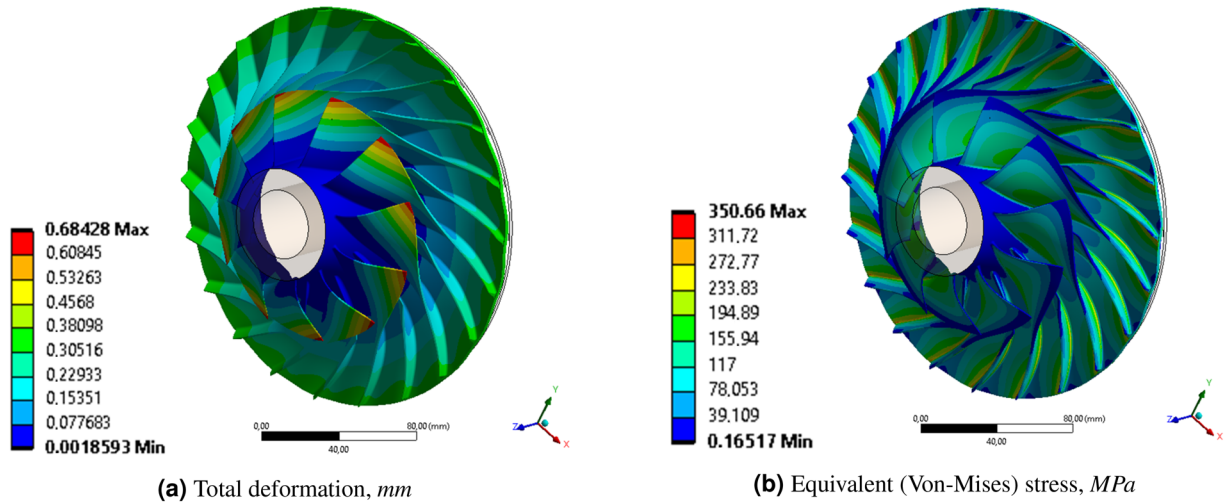 0.68428 Max
0.60845
0.53263
0.4568
0.38098
0.30516
0.22933
0.15351
0.077683
0.0018593 Min
0,00
80,00 (mm)
40,00
Y
Z
X
(a) Total deformation, mm
350.66 Max
311.72
272.77
233.83
194.89
155.94
117
78,053
39.109
0.16517 Min
0,00
80,00 (mm)
40,00
Y
Z
X
(b) Equivalent (Von-Mises) stress, MPa